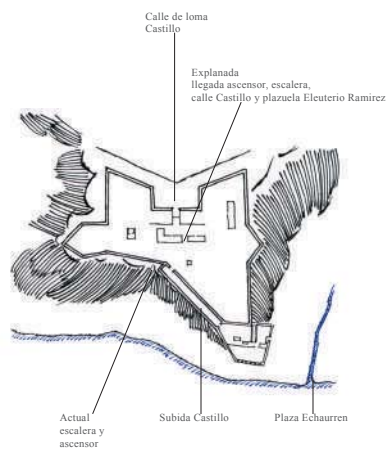 Calle de loma
Castillo
Explanada
llegada ascensor, escalera,
calle Castillo y plazuela Eleuterio Ramirez
Actual
escalera y
ascensor
Subida Castillo
Plaza Echaurren